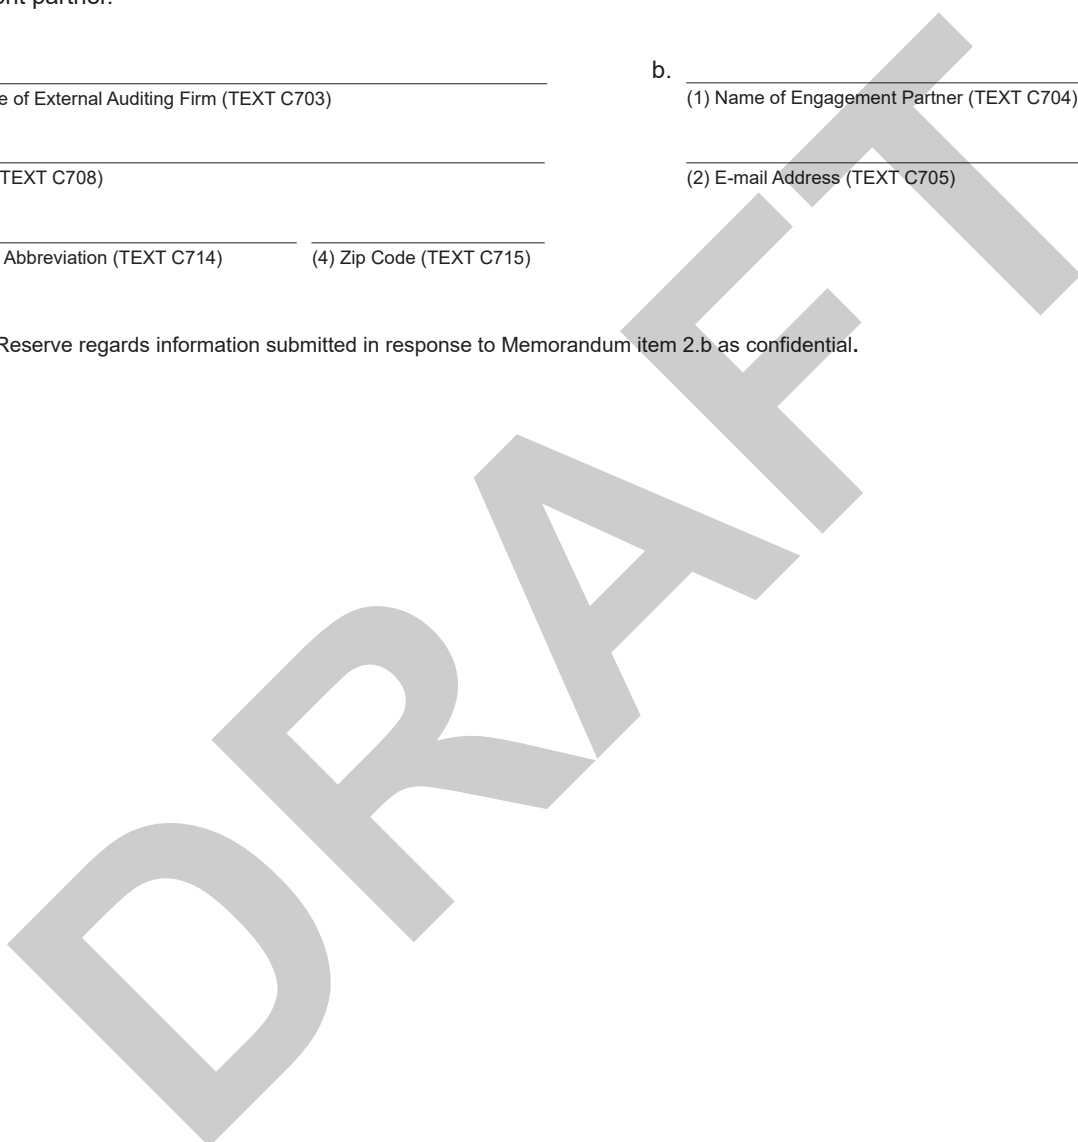 partner.
b.
e of External Auditing Firm (TEXT C703)
(1) Name of Engagement Partner (TEXT C704)
TEXT C708)
(2) E-mail Address (TEXT C705)
Abbreviation (TEXT C714)
(4) Zip Code (TEXT C715)
Reserve regards information submitted in response to Memorandum item 2.b as confidential.
DRAFT